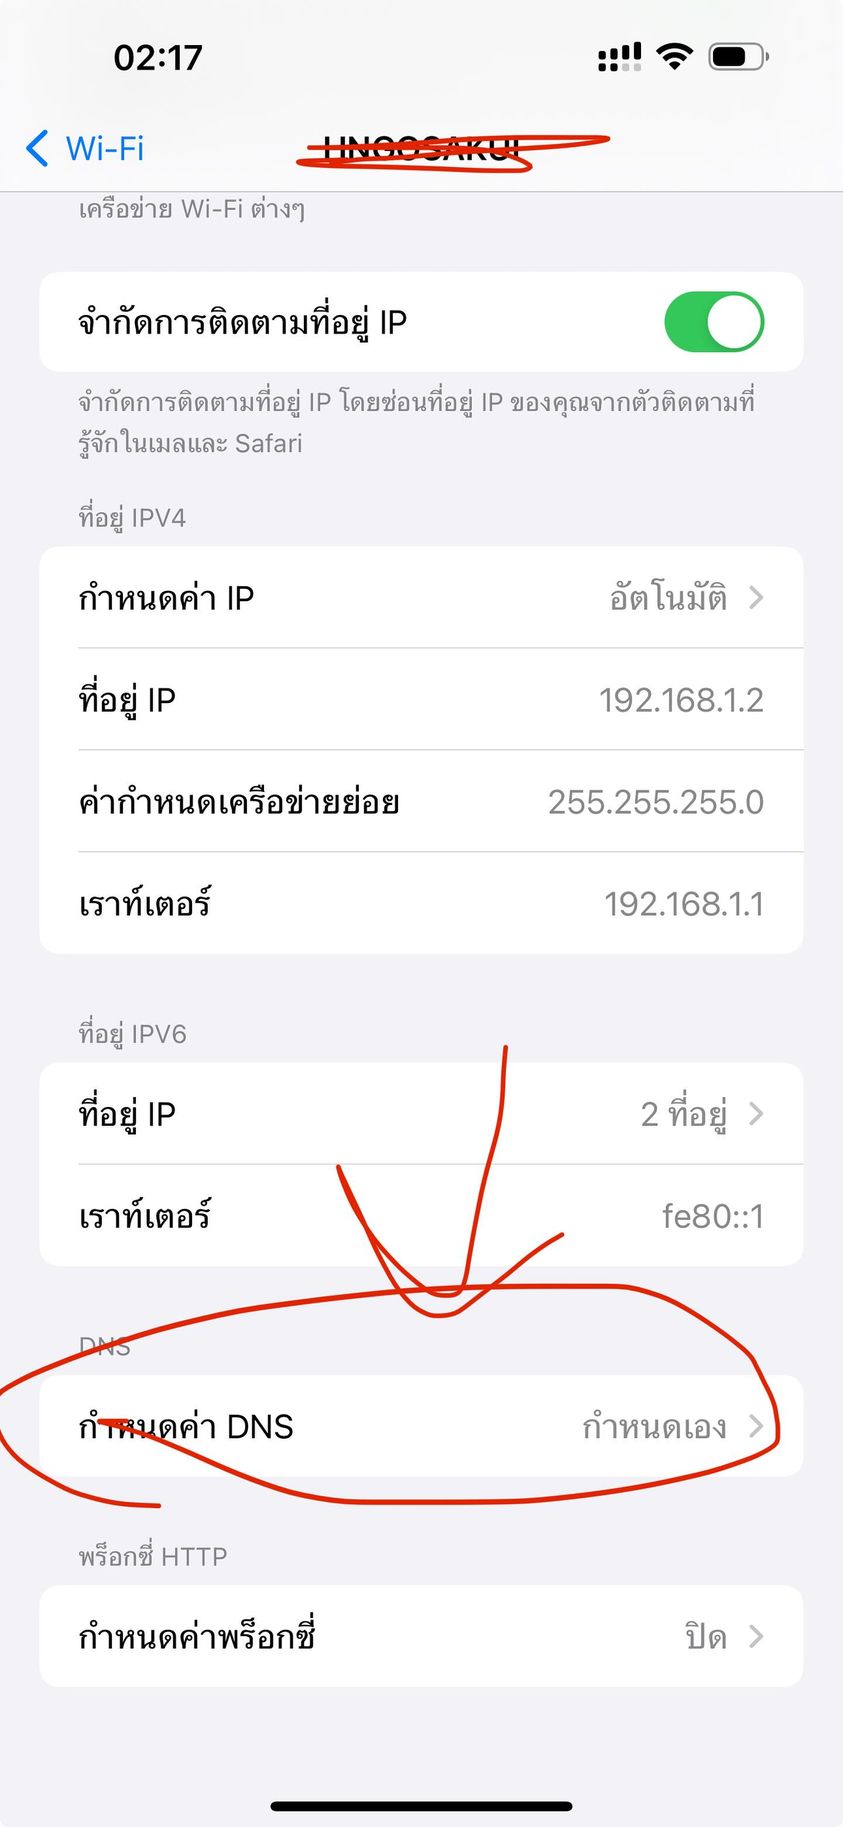 02:17
Wi-Fi
เครือข่าย Wi-Fi ต่างๆ
จำกัดการติดตามที่อยู่ IP
จำกัดการติดตามที่อยู่ IP โดยซ่อนที่อยู่ IP ของคุณจากตัวติดตามที่
รู้จักในเมลและ Safari
ที่อยู่ IPV4
กำหนดค่า IP อัตโนมัติ
ที่อยู่ IP 192.168.1.2
ค่ากำหนดเครือข่ายย่อย 255.255.255.0
เราท์เตอร์ 192.168.1.1
ที่อยู่ IPV6
ที่อยู่ IP 2 ที่อยู่
เราท์เตอร์ fe80::1
DNS
กำหนดค่า DNS กำหนดเอง
พร็อกซี่ HTTP
กำหนดค่าพร็อกซี่ ปิด